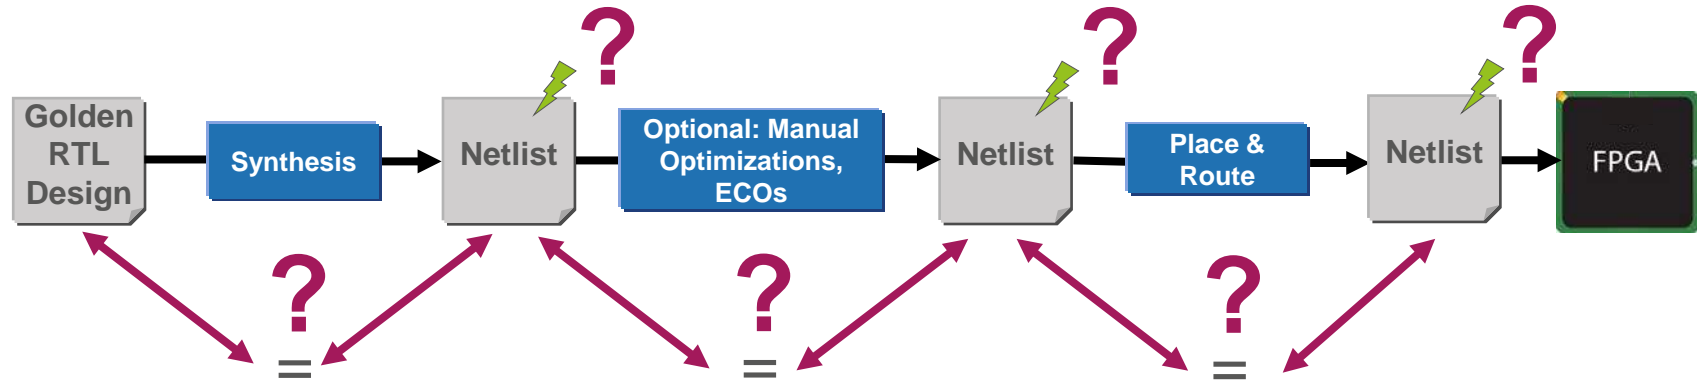 ?
?
?
Golden
RTL
Design
Synthesis
Netlist
Optional: Manual
Optimizations,
ECOs
Netlist
Place &
Route
Netlist
FPGA
?
=
?
=
?
=